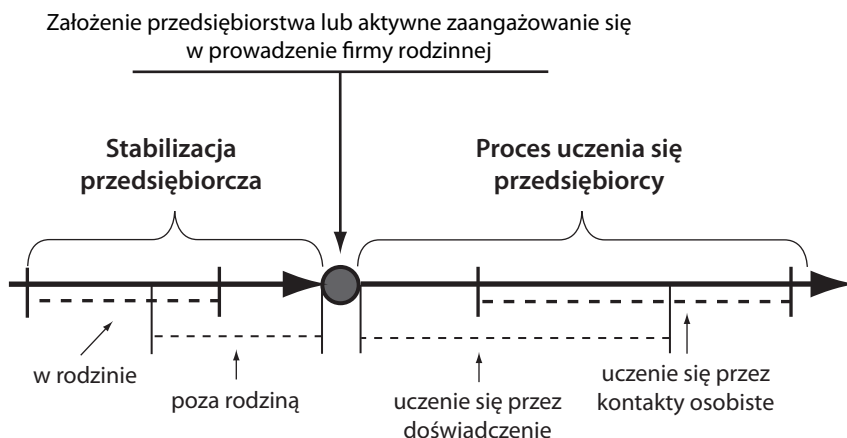 Założenie przedsiębiorstwa lub aktywne zaangażowanie się
w prowadzenie firmy rodzinnej
Stabilizacja
przedsiębiorcza
Proces uczenia się
przedsiębiorcy
w rodzinie
poza rodziną
uczenie się przez
doświadczenie
uczenie się przez
kontakty osobiste